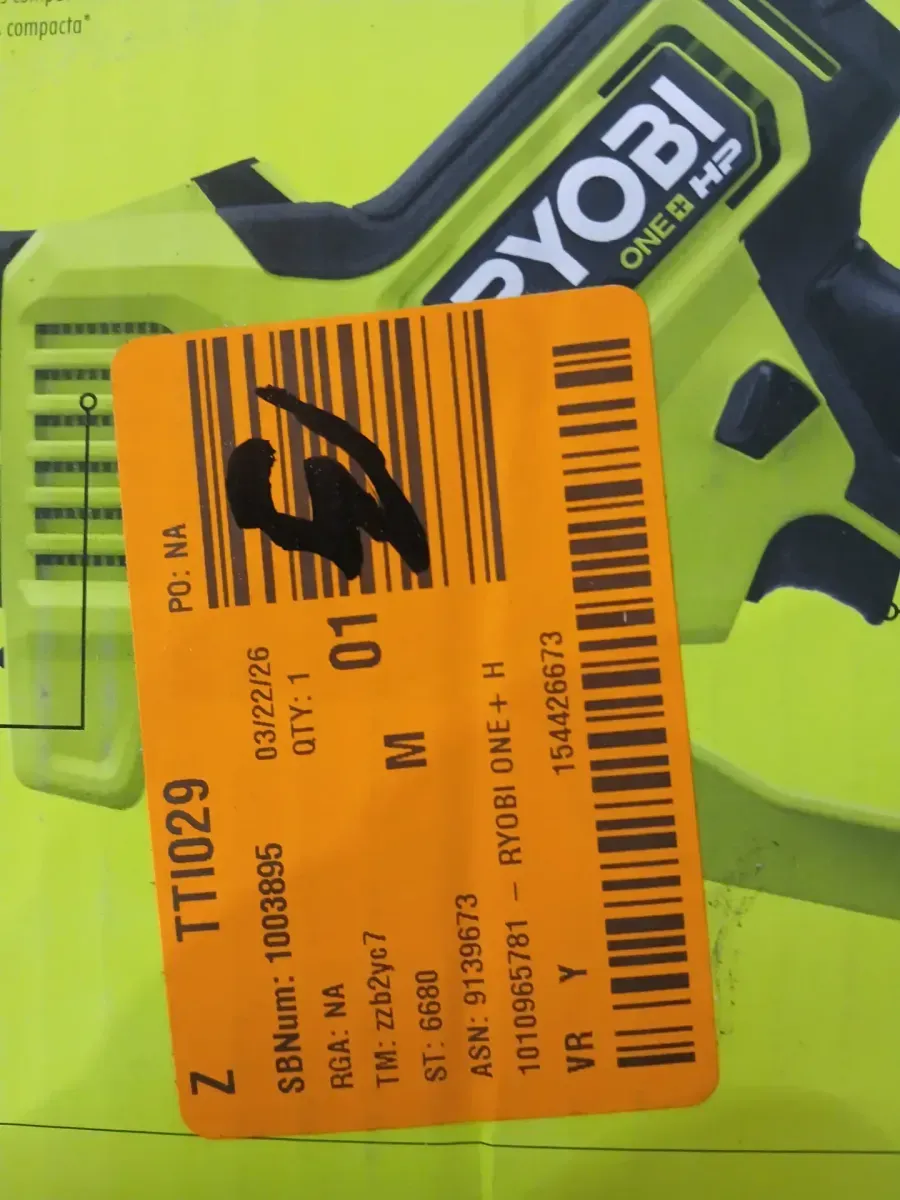 compacta*
RYOBI
ONE+ HP
Z TTI029 PO: NA
SBNum: 1003895 03/22/26
RGA: NA QTY: 1
TM: zzb2yc7 01
ST: 6680 M
ASN: 9139673
1010965781 – RYOBI ONE+ H
VR Y 154426673